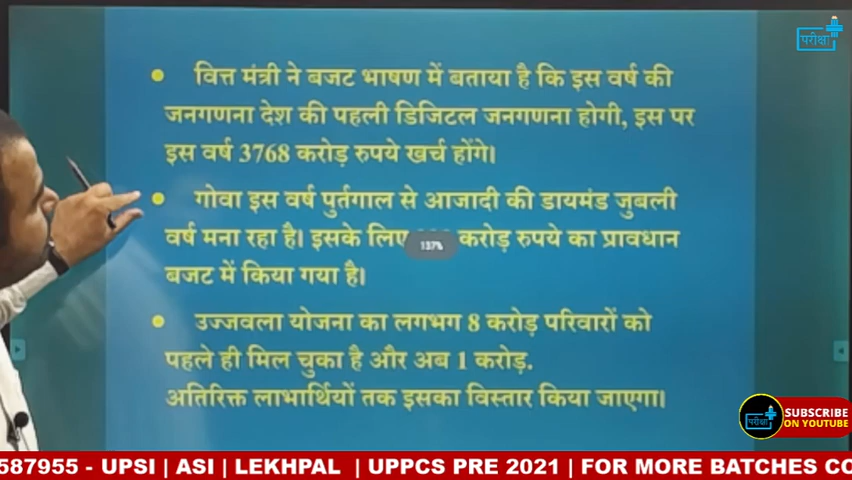 परीक्षा
वित्त मंत्री ने बजट भाषण में बताया है कि इस वर्ष की
जनगणना देश की पहली डिजिटल जनगणना होगी, इस पर
इस वर्ष 3768 करोड़ रुपये खर्च होंगे।
गोवा इस वर्ष पुर्तगाल से आजादी की डायमंड जुबली
वर्ष मना रहा है। इसके लिए करोड़ रुपये का प्रावधान
137%
बजट में किया गया है।
उज्जवला योजना का लगभग 8 करोड़ परिवारों को
पहले ही मिल चुका है और अब 1 करोड़.
अतिरिक्त लाभार्थियों तक इसका विस्तार किया जाएगा।
परीक्षा
SUBSCRIBE
ON YOUTUBE
587955 - UPSI | ASI | LEKHPAL | UPPCS PRE 2021 | FOR MORE BATCHES CO